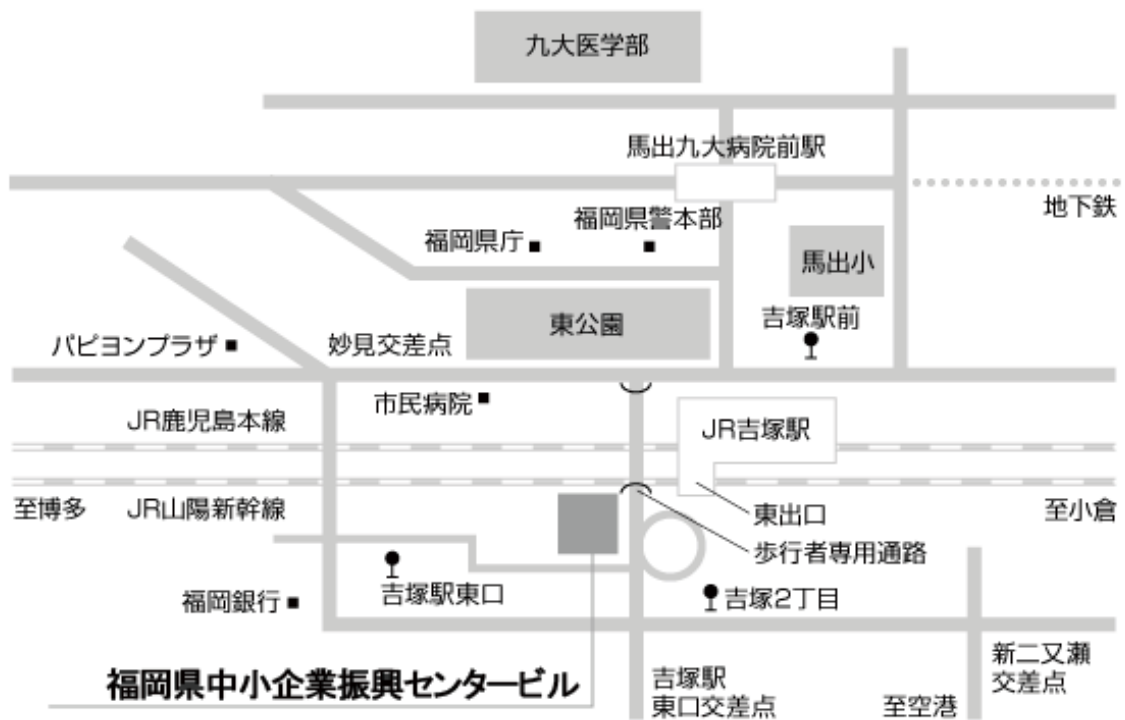 九大医学部
馬出九大病院前駅
地下鉄
福岡県警本部
福岡県庁
馬出小
東公園
吉塚駅前
パピヨンプラザ
妙見交差点
市民病院
JR鹿児島本線
JR吉塚駅
至博多
JR山陽新幹線
東出口
至小倉
歩行者専用通路
吉塚駅東口
福岡銀行
吉塚2丁目
福岡県中小企業振興センタービル
吉塚駅
東口交差点
新二又瀬
交差点
至空港